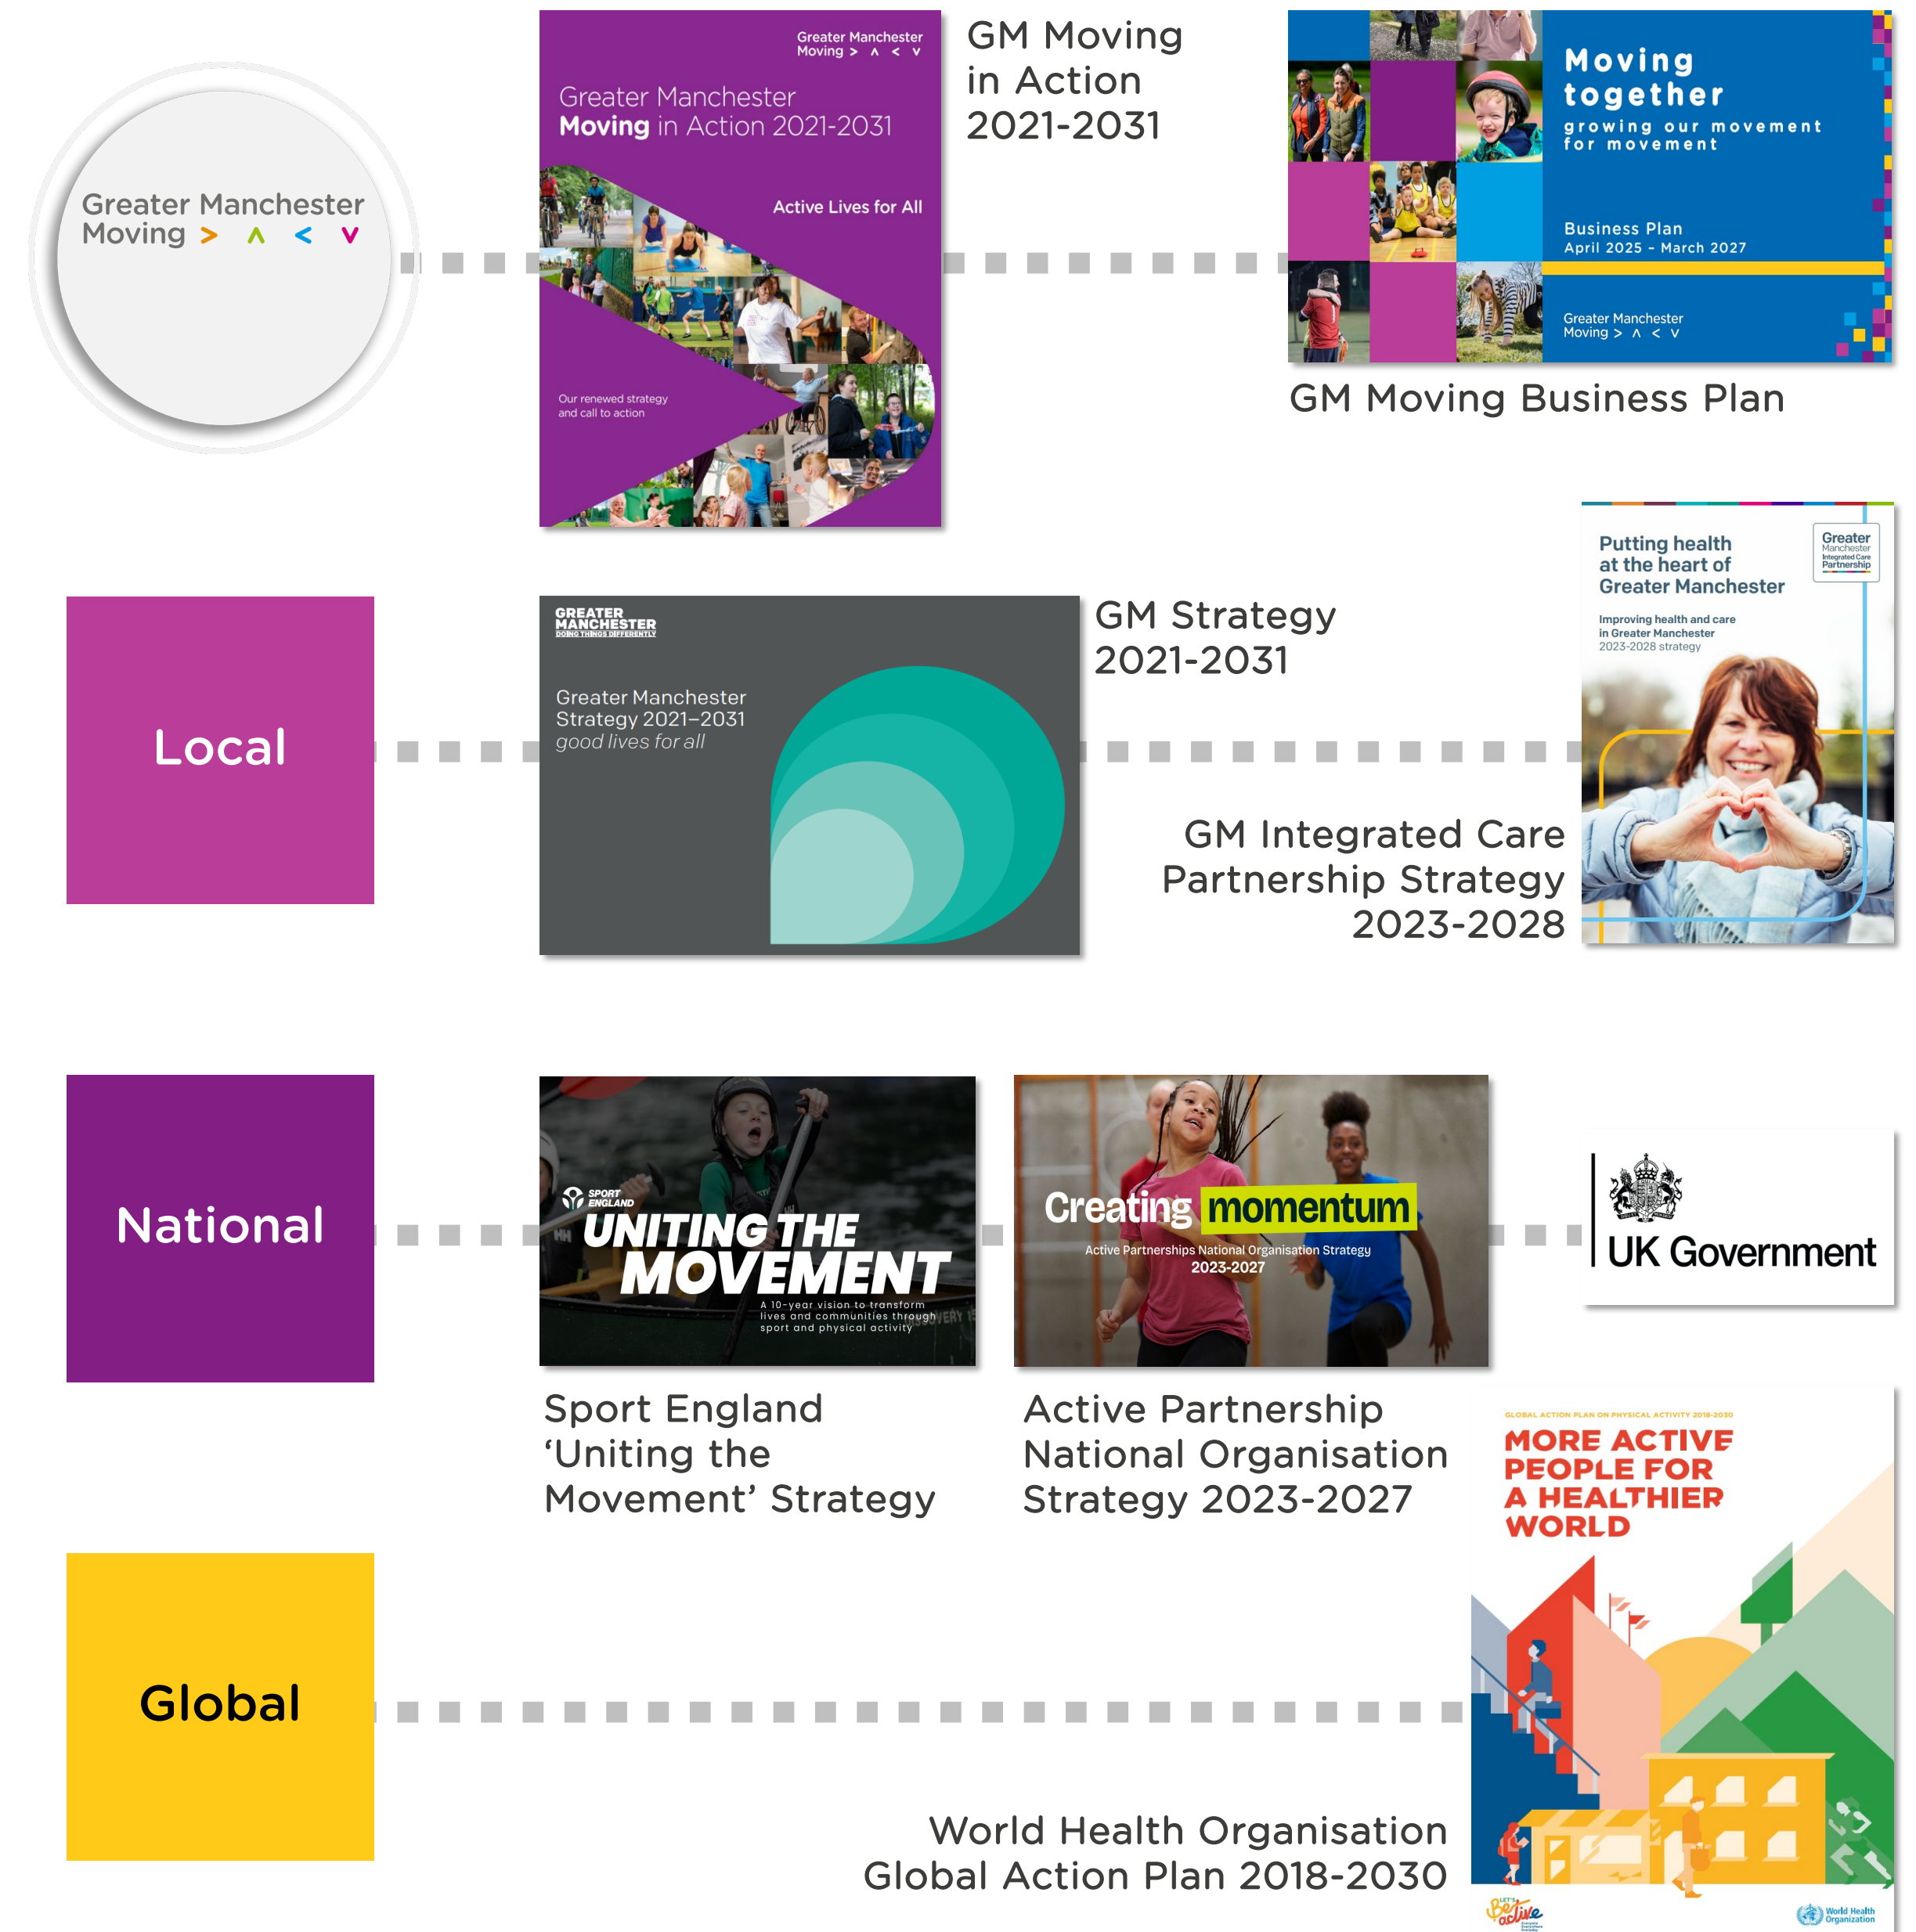 Greater Manchester
Moving > ʌ < v
Greater Manchester
Moving > ʌ < v
Greater Manchester
Moving in Action 2021-2031
Active Lives for All
Our renewed strategy
and call to action
GM Moving
in Action
2021-2031
Moving
together
growing our movement
for movement
Business Plan
April 2025 – March 2027
Greater Manchester
Moving > ʌ < v
GM Moving Business Plan
Local
GREATER
MANCHESTER
DOING THINGS DIFFERENTLY
Greater Manchester
Strategy 2021–2031
good lives for all
GM Strategy
2021-2031
Putting health
at the heart of
Greater Manchester
Improving health and care
in Greater Manchester
2023-2028 strategy
Greater
Manchester
Integrated Care
Partnership
GM Integrated Care
Partnership Strategy
2023-2028
National
SPORT
ENGLAND
UNITING THE
MOVEMENT
A 10-year vision to transform
lives and communities through
sport and physical activity
HH
Sport England
‘Uniting the
Movement’ Strategy
Creating momentum
Active Partnerships National Organisation Strategy
2023-2027
Active Partnership
National Organisation
Strategy 2023-2027
UK Government
Global
GLOBAL ACTION PLAN ON PHYSICAL ACTIVITY 2018-2030
MORE ACTIVE
PEOPLE FOR
A HEALTHIER
WORLD
LET'S
Be active
World Health
Organization
World Health Organisation
Global Action Plan 2018-2030